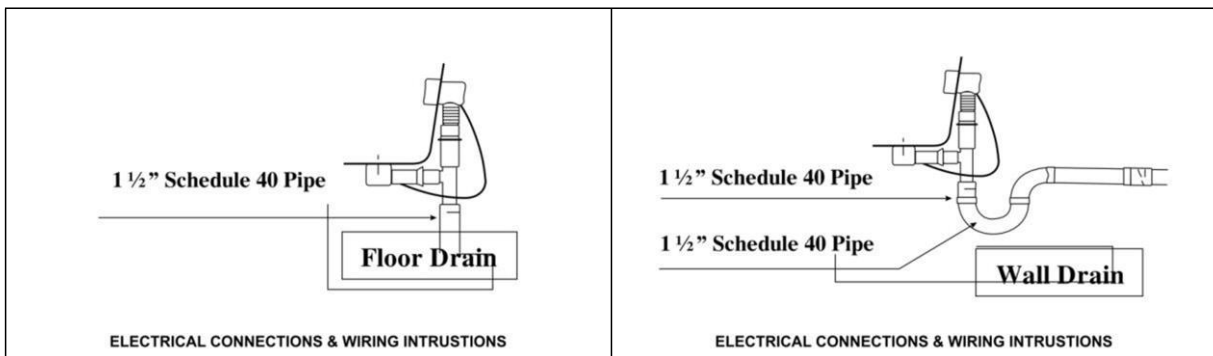 1 ½” Schedule 40 Pipe
Floor Drain
ELECTRICAL CONNECTIONS & WIRING INTRUSTIONS
1 ½” Schedule 40 Pipe
1 ½” Schedule 40 Pipe
Wall Drain
ELECTRICAL CONNECTIONS & WIRING INTRUSTIONS